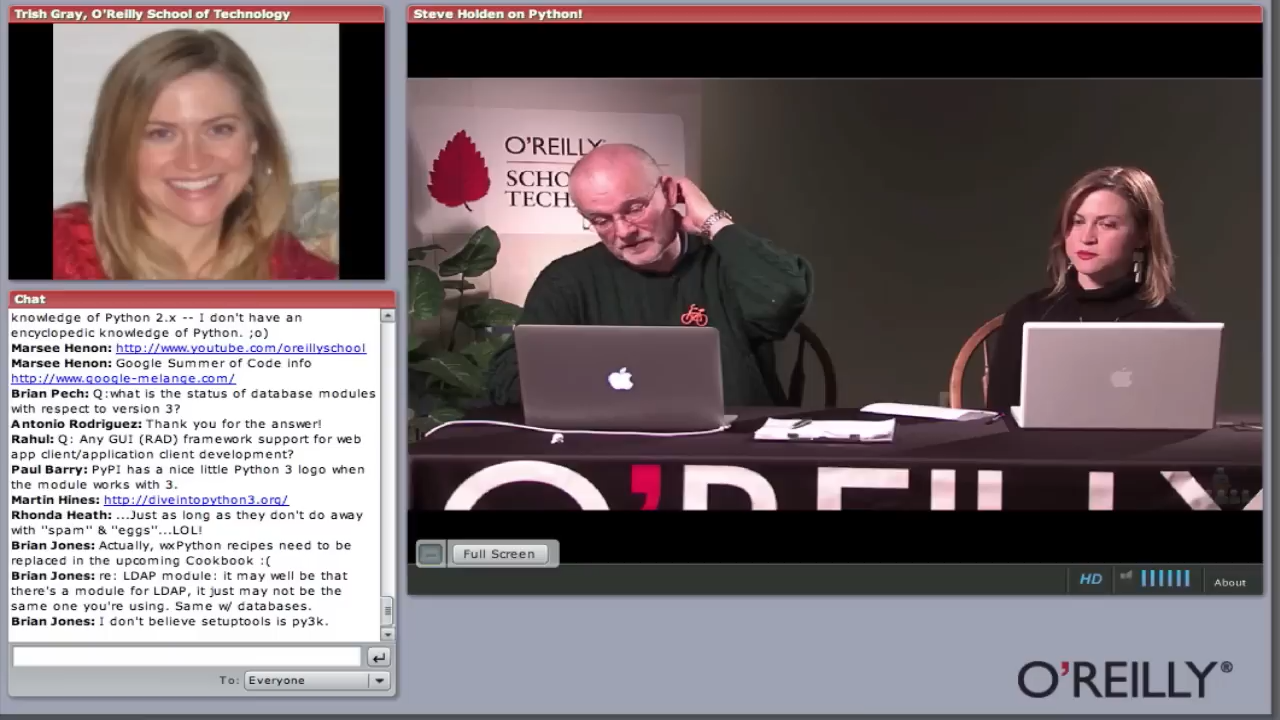 Trish Gray, O'Reilly School of Technology
Steve Holden on Python!
O'REILLY
SCHO
TECH
Chat
knowledge of Python 2.x -- I don't have an
encyclopedic knowledge of Python. ;o)
Marsee Henon: http://www.youtube.com/oreillyschool
Marsee Henon: Google Summer of Code info
http://www.google-melange.com/
Brian Pech: Q:what is the status of database modules
with respect to version 3?
Antonio Rodriguez: Thank you for the answer!
Rahul: Q: Any GUI (RAD) framework support for web
app client/application client development?
Paul Barry: PyPI has a nice little Python 3 logo when
the module works with 3.
Martin Hines: http://diveintopython3.org/
Rhonda Heath: ...Just as long as they don't do away
with "spam" & "eggs"...LOL!
Brian Jones: Actually, wxPython recipes need to be
replaced in the upcoming Cookbook :(
Brian Jones: re: LDAP module: it may well be that
there's a module for LDAP, it just may not be the
same one you're using. Same w/ databases.
Brian Jones: I don't believe setuptools is py3k.
To: Everyone
O'REILLY
Full Screen
HD
About
O'REILLY®